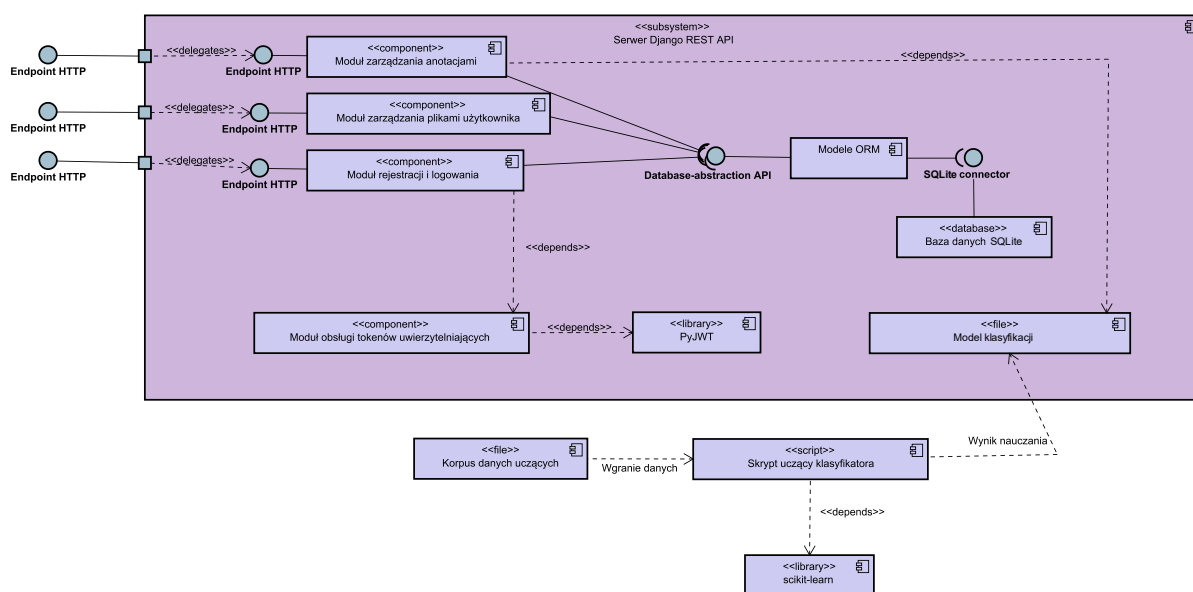 <<subsystem>>
Serwer Django REST API
Endpoint HTTP
<<delegates>>
Endpoint HTTP
<<component>>
Moduł zarządzania anotacjami
<<depends>>
Endpoint HTTP
<<delegates>>
Endpoint HTTP
<<component>>
Moduł zarządzania plikami użytkownika
Endpoint HTTP
<<delegates>>
Endpoint HTTP
<<component>>
Moduł rejestracji i logowania
Database-abstraction API
Modele ORM
SQLite connector
<<database>>
Baza danych SQLite
<<depends>>
<<component>>
Moduł obsługi tokenów uwierzytelniających
<<depends>>
<<library>>
PyJWT
<<file>>
Model klasyfikacji
<<file>>
Korpus danych uczących
Wgranie danych
<<script>>
Skrypt uczący klasyfikatora
Wynik nauczania
<<depends>>
<<library>>
scikit-learn